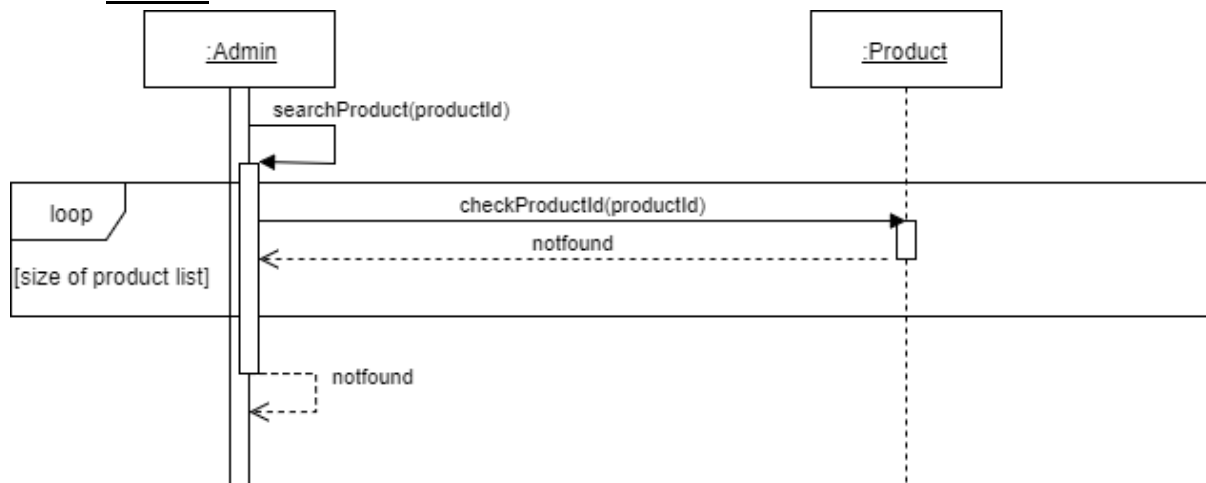 :Admin
:Product
searchProduct(productId)
loop
checkProductId(productId)
notfound
[size of product list]
notfound